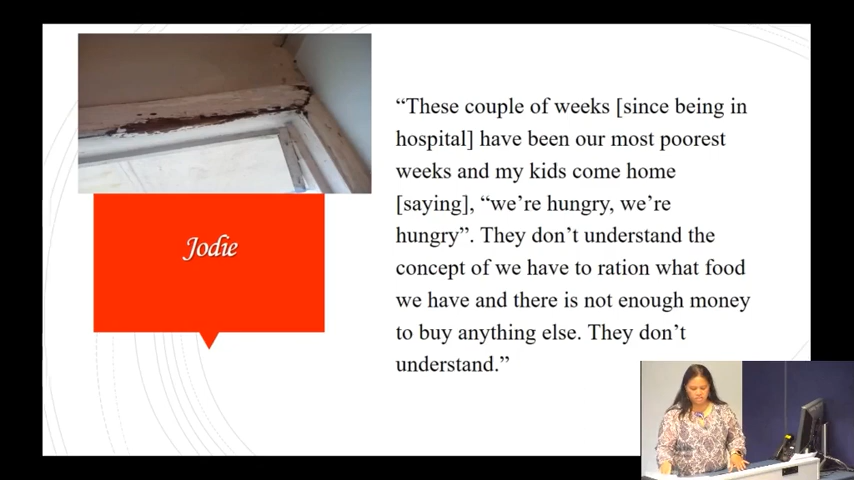 Jodie
“These couple of weeks [since being in
hospital] have been our most poorest
weeks and my kids come home
[saying], “we’re hungry, we’re
hungry”. They don’t understand the
concept of we have to ration what food
we have and there is not enough money
to buy anything else. They don’t
understand.”